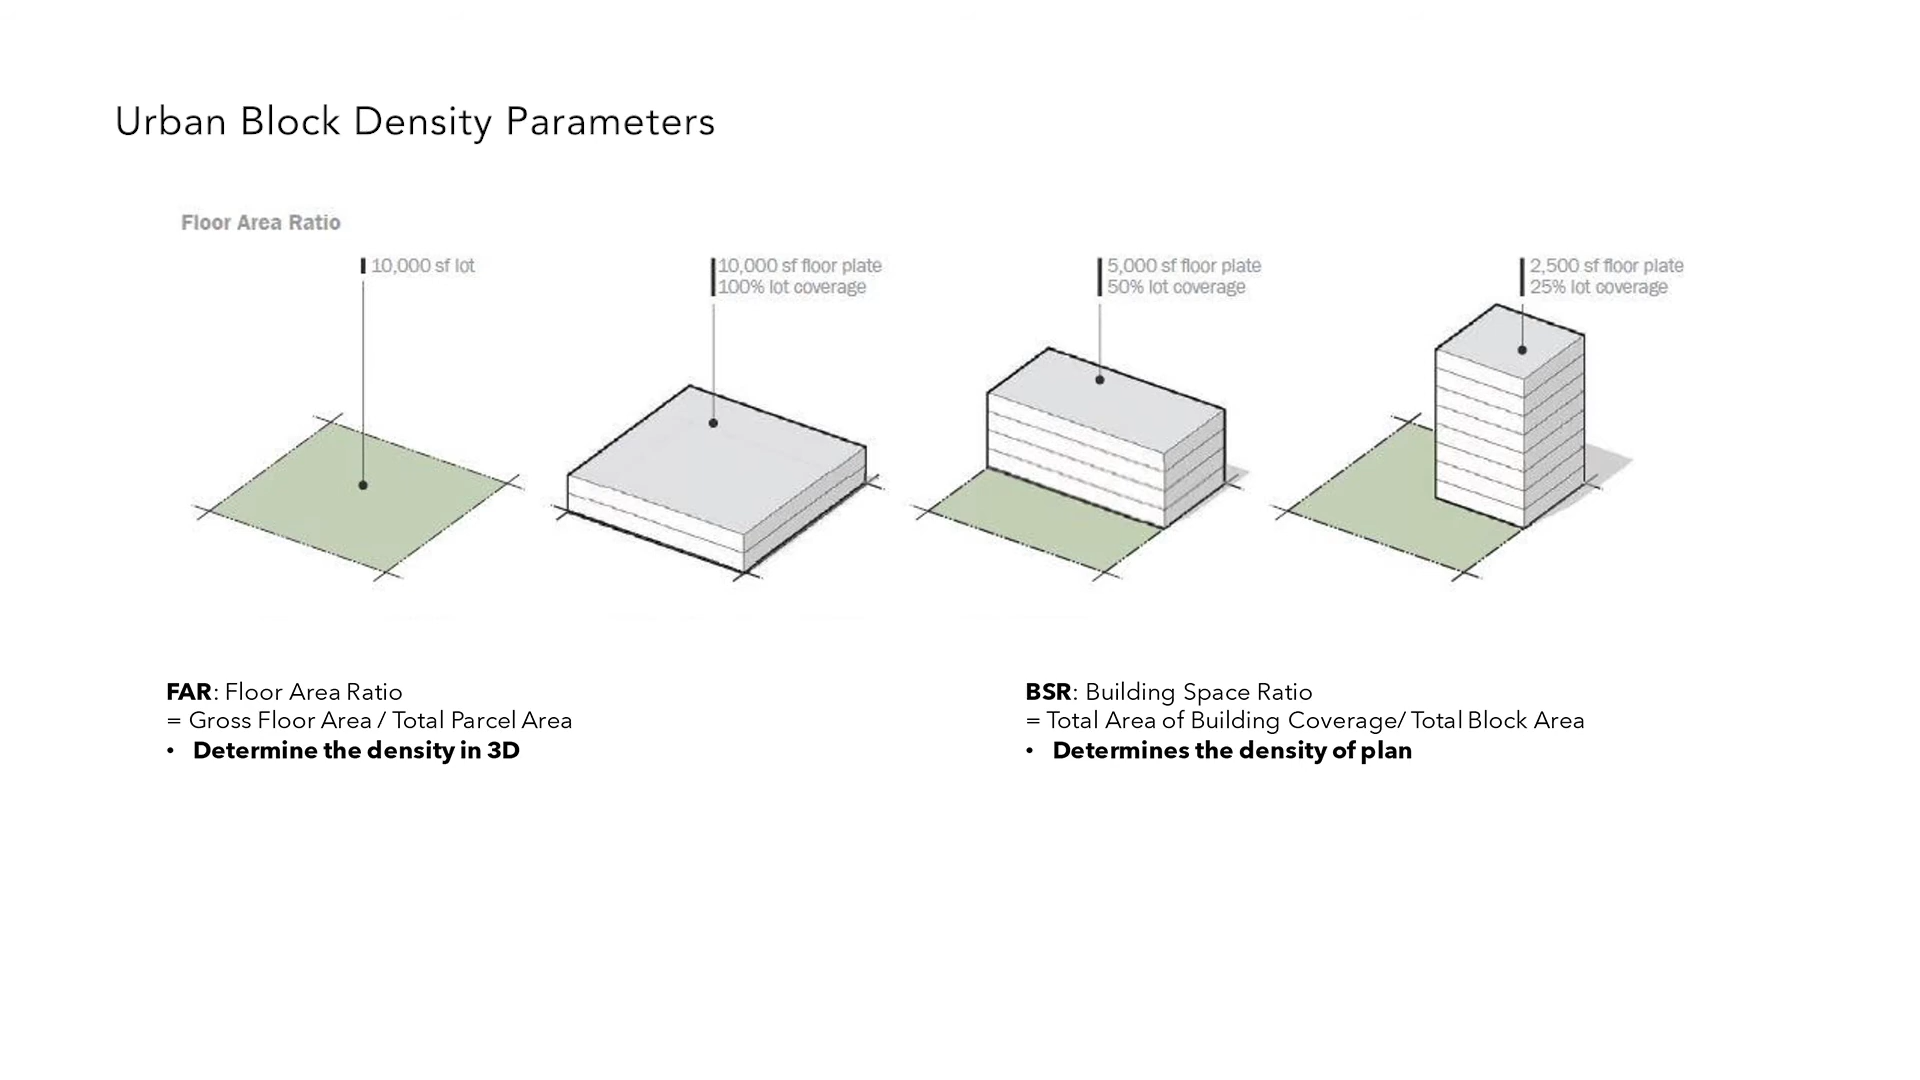 Urban Block Density Parameters
Floor Area Ratio
10,000 sf lot
10,000 sf floor plate
100% lot coverage
5,000 sf floor plate
50% lot coverage
2,500 sf floor plate
25% lot coverage
FAR: Floor Area Ratio
= Gross Floor Area / Total Parcel Area
• Determine the density in 3D
BSR: Building Space Ratio
= Total Area of Building Coverage/ Total Block Area
• Determines the density of plan